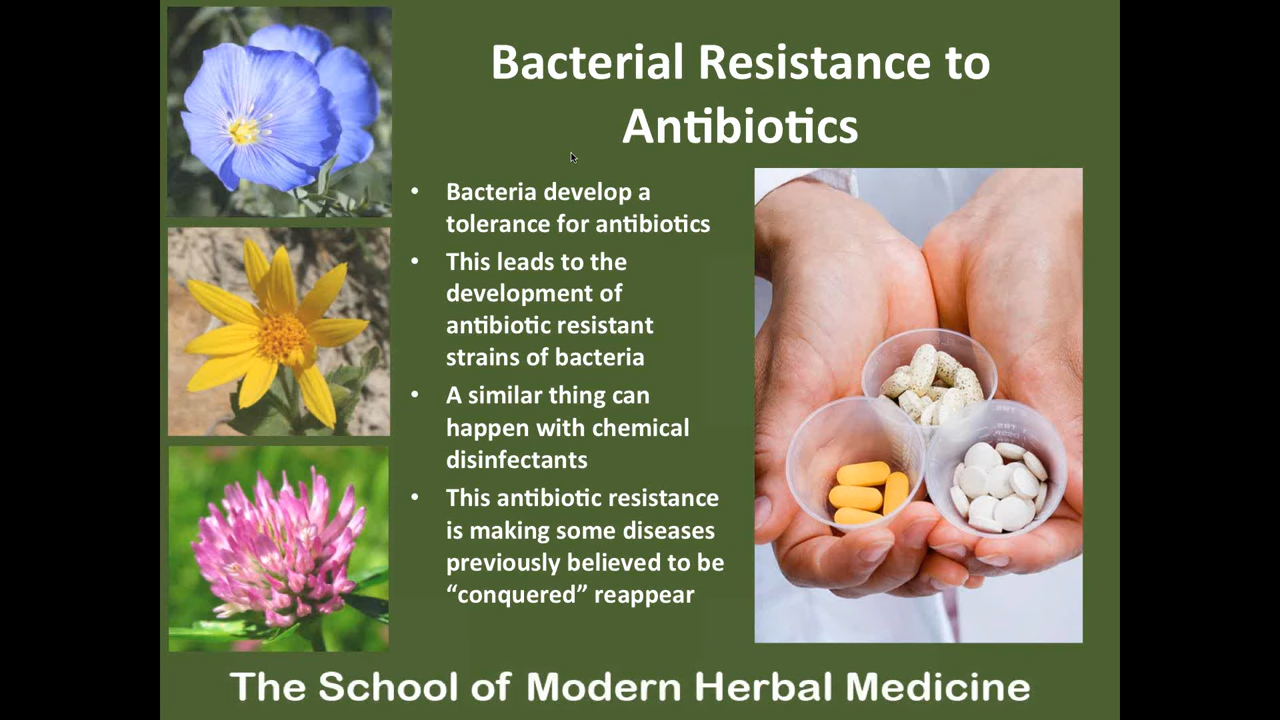 Bacterial Resistance to
Antibiotics
• Bacteria develop a
tolerance for antibiotics
• This leads to the
development of
antibiotic resistant
strains of bacteria
• A similar thing can
happen with chemical
disinfectants
• This antibiotic resistance
is making some diseases
previously believed to be
“conquered” reappear
The School of Modern Herbal Medicine